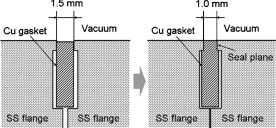 1.5 mm
Cu gasket
Vacuum
SS flange
SS flange
1.0 mm
Cu gasket
Vacuum
Seal plane
SS flange
SS flange